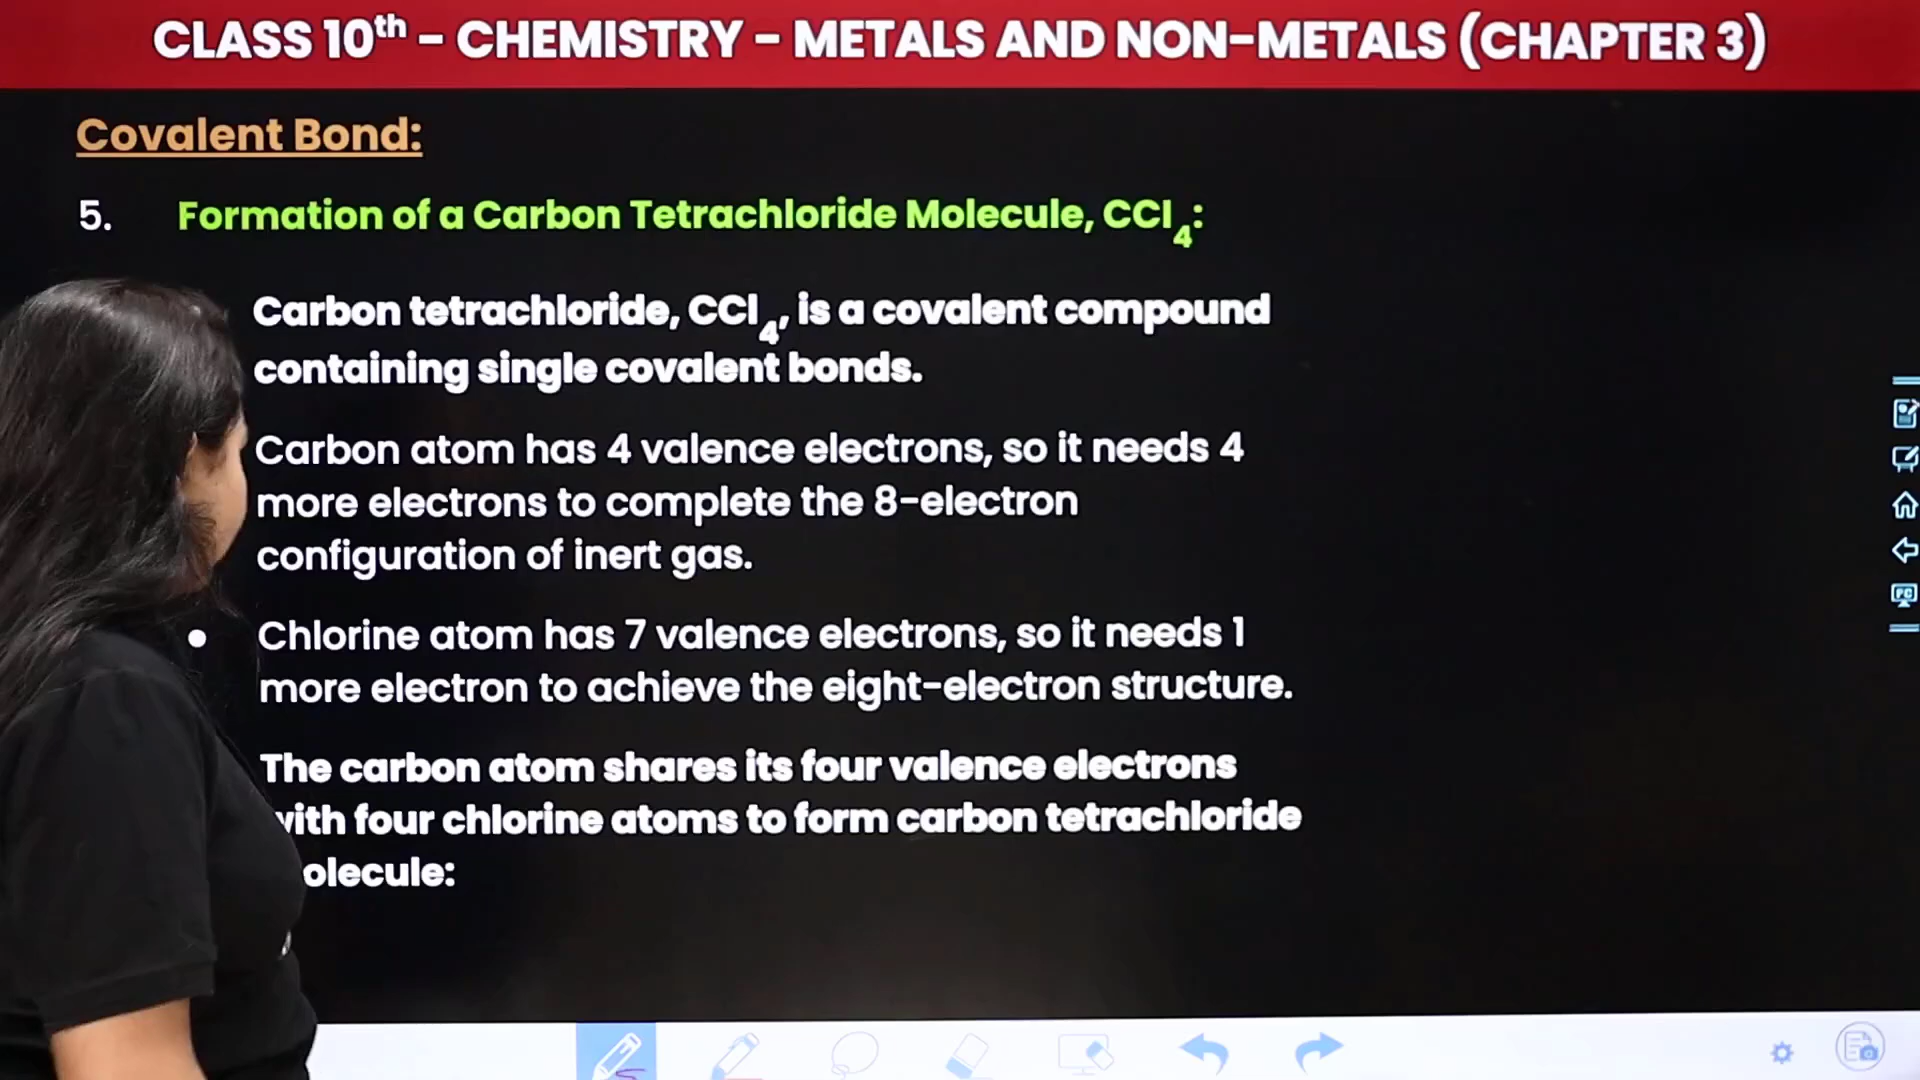 CLASS 10th - CHEMISTRY - METALS AND NON-METALS (CHAPTER 3)
Covalent Bond:
5. Formation of a Carbon Tetrachloride Molecule, CCl4:
Carbon tetrachloride, CCl4, is a covalent compound
containing single covalent bonds.
Carbon atom has 4 valence electrons, so it needs 4
more electrons to complete the 8-electron
configuration of inert gas.
• Chlorine atom has 7 valence electrons, so it needs 1
more electron to achieve the eight-electron structure.
The carbon atom shares its four valence electrons
with four chlorine atoms to form carbon tetrachloride
olecule:
PC